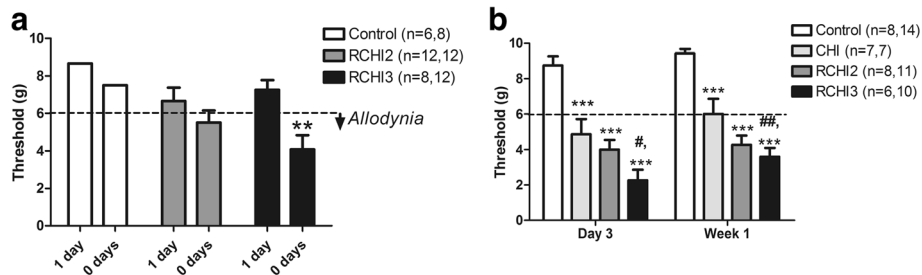 a
Threshold (g)
10
8
6
4
2
0
Control (n=6,8)
RCHI2 (n=12,12)
RCHI3 (n=8,12)
Allodynia
**
1 day
0 days
1 day
0 days
1 day
0 days
b
Threshold (g)
10
8
6
4
2
0
Control (n=8,14)
CHI (n=7,7)
RCHI2 (n=8,11)
RCHI3 (n=6,10)
***
***
#,
***
***
***
##,
***
Day 3
Week 1